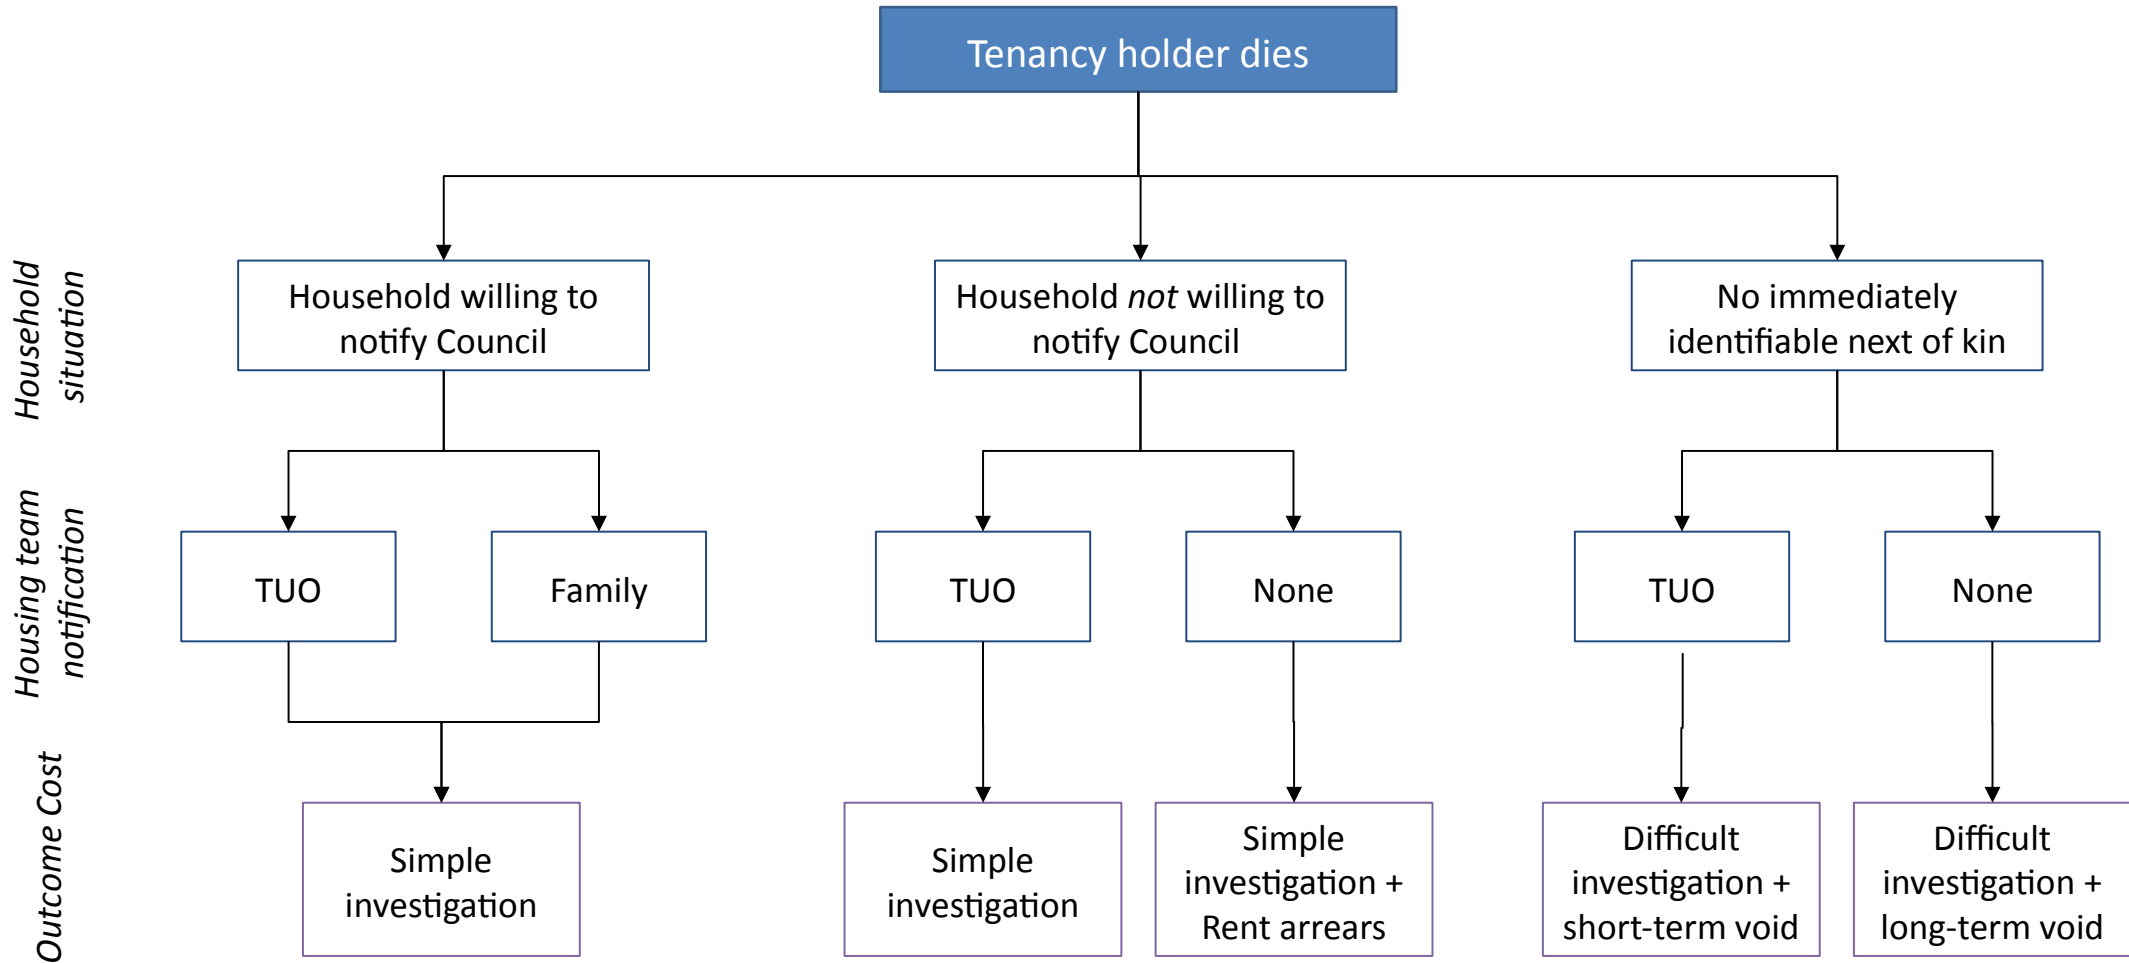 Tenancy holder dies
Household
situation
Household willing to
notify Council
Household not willing to
notify Council
No immediately
identifiable next of kin
Housing team
notification
TUO
Family
TUO
None
TUO
None
Outcome Cost
Simple
investigation
Simple
investigation
Simple
investigation +
Rent arrears
Difficult
investigation +
short-term void
Difficult
investigation +
long-term void